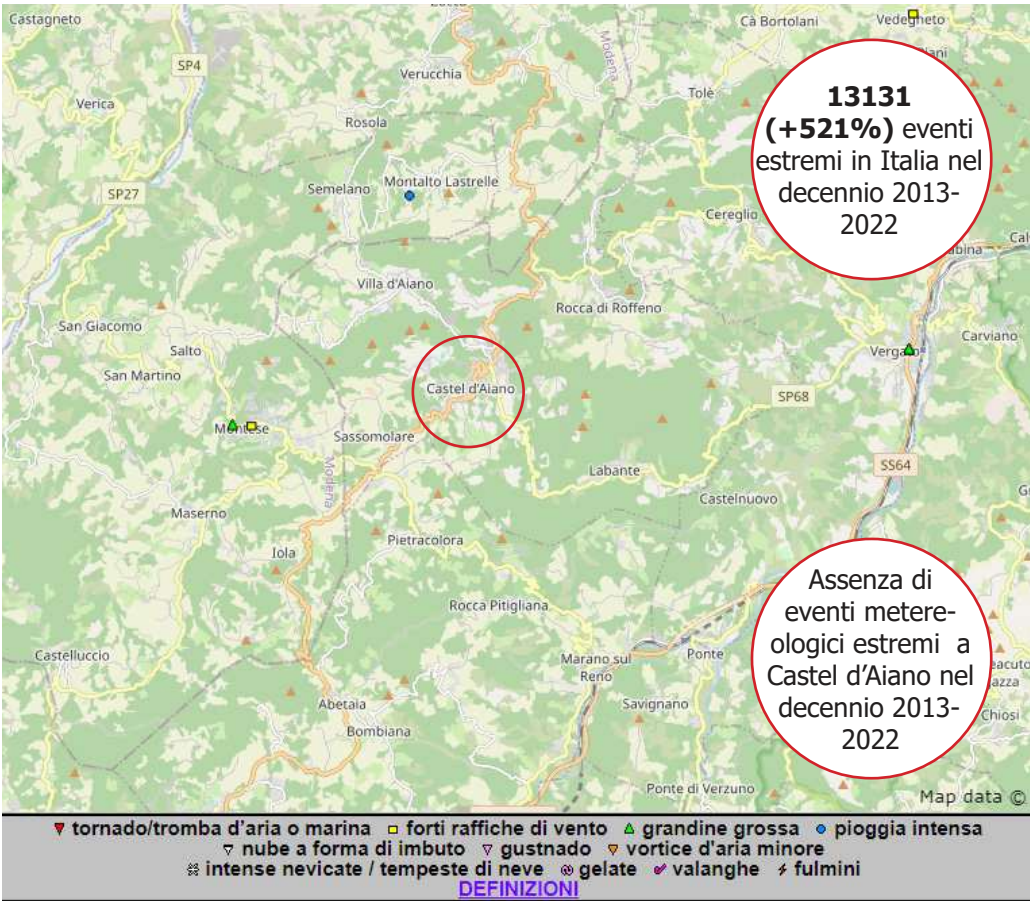 Castagneto
Cà Bortolani
Vedegheto
SP4
Verucchia
Modena
Tolè
Verica
Rosola
13131
(+521%) eventi
estremi in Italia nel
decennio 2013-
2022
SP27
Semelano
Montalto Lastrelle
Cereglio
Villa d'Aiano
Rocca di Roffeno
San Giacomo
Salto
Carviano
San Martino
Castel d'Aiano
SP68
Montese
Sassomolare
Modena
Labante
SS64
Castelnuovo
Maserno
Pietracolora
Iola
Rocca Pitigliana
Assenza di
eventi metere-
ologici estremi a
Castel d'Aiano nel
decennio 2013-
2022
Castelluccio
Marano sul
Reno
Ponte
Abetaia
Savignano
Chiosi
Bombiana
Ponte di Verzuno
Map data ©
tornado/tromba d'aria o marina forti raffiche di vento grandine grossa pioggia intensa
nube a forma di imbuto gustnado vortice d'aria minore
intense nevicate / tempeste di neve gelate valanghe fulmini
DEFINIZIONI